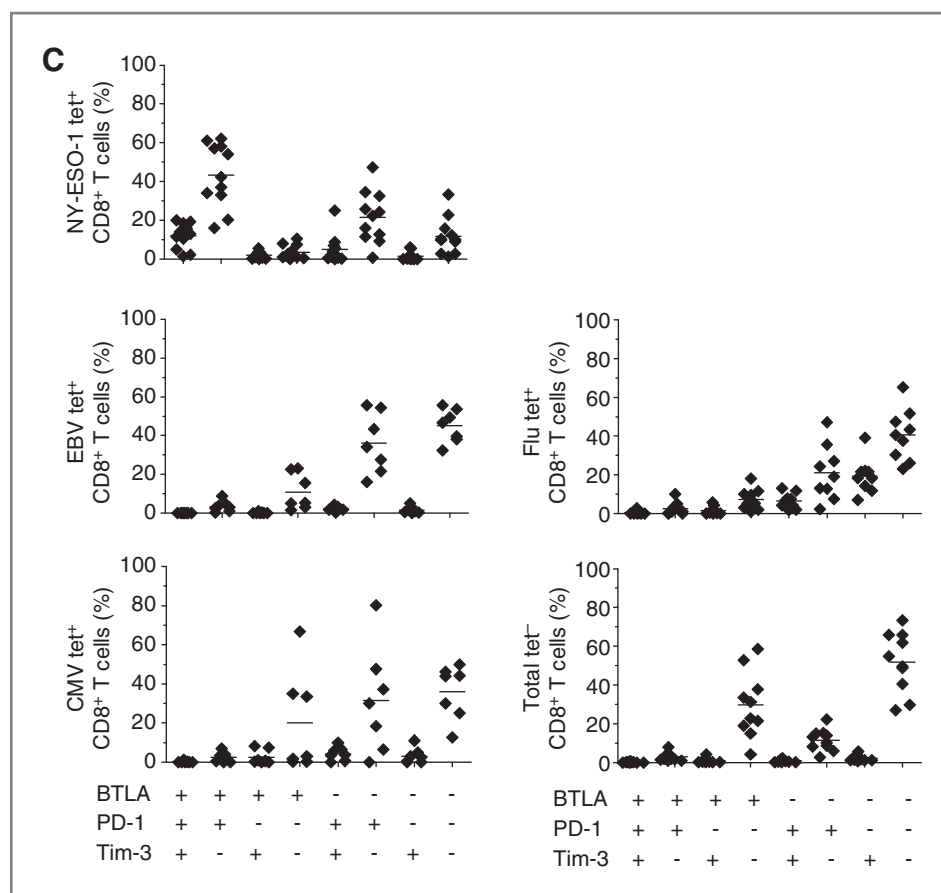 C
NY-ESO-1 tet+
CD8+ T cells (%)
100
80
60
40
20
0
EBV tet+
CD8+ T cells (%)
100
80
60
40
20
0
Flu tet+
CD8+ T cells (%)
100
80
60
40
20
0
CMV tet+
CD8+ T cells (%)
100
80
60
40
20
0
Total tet–
CD8+ T cells (%)
100
80
60
40
20
0
BTLA + + + + - - - -
PD-1 + + - - + + - -
Tim-3 + - + - + - + -
BTLA + + + + - - - -
PD-1 + + - - + + - -
Tim-3 + - + - + - + -